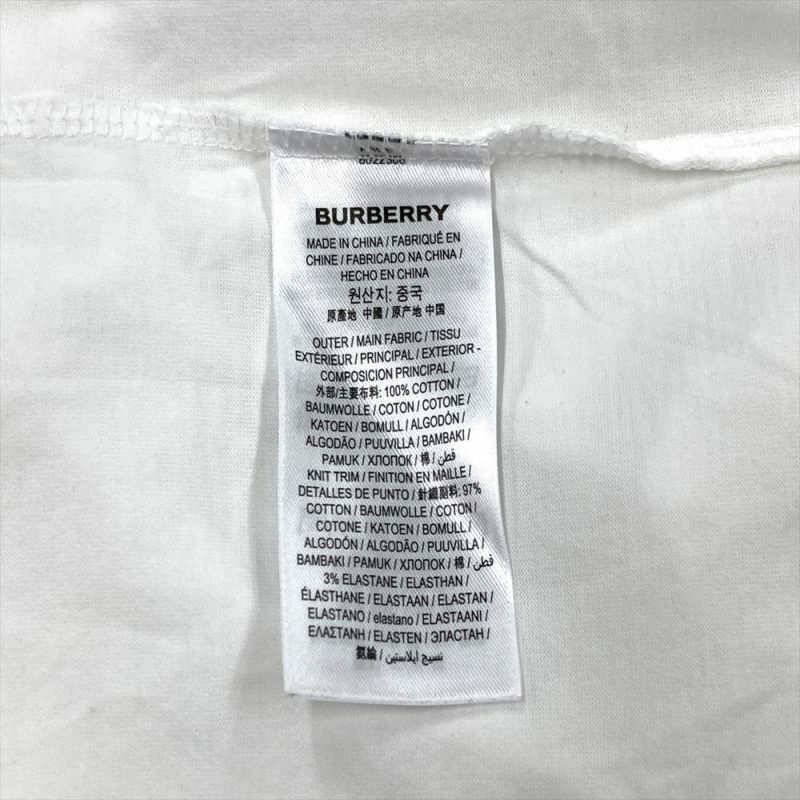 8022306
BURBERRY
MADE IN CHINA / FABRIQUÉ EN
CHINE / FABRICADO NA CHINA /
HECHO EN CHINA
원산지: 중국
原產地 中國 / 原产地 中国
OUTER / MAIN FABRIC / TISSU
EXTÉRIEUR / PRINCIPAL / EXTERIOR -
COMPOSICION PRINCIPAL /
外部/主要布料: 100% COTTON /
BAUMWOLLE / COTON / COTONE /
KATOEN / BOMULL / ALGODÓN /
ALGODÃO / PUUVILLA / BAMBAKI /
PAMUK / ХЛОПОК / 棉 / قطن /
KNIT TRIM / FINITION EN MAILLE /
DETALLES DE PUNTO / 針織副料: 97%
COTTON / BAUMWOLLE / COTON /
COTONE / KATOEN / BOMULL /
ALGODÓN / ALGODÃO / PUUVILLA /
BAMBAKI / PAMUK / ХЛОПОК / 棉 / قطن /
3% ELASTANE / ELASTHAN /
ÉLASTHANE / ELASTAAN / ELASTAN /
ELASTANO / elastano / ELASTAANI /
ΕΛΑΣΤΑΝΗ / ELASTEN / ЭЛАСТАН /
氨綸 / نسيج ايلاستين /